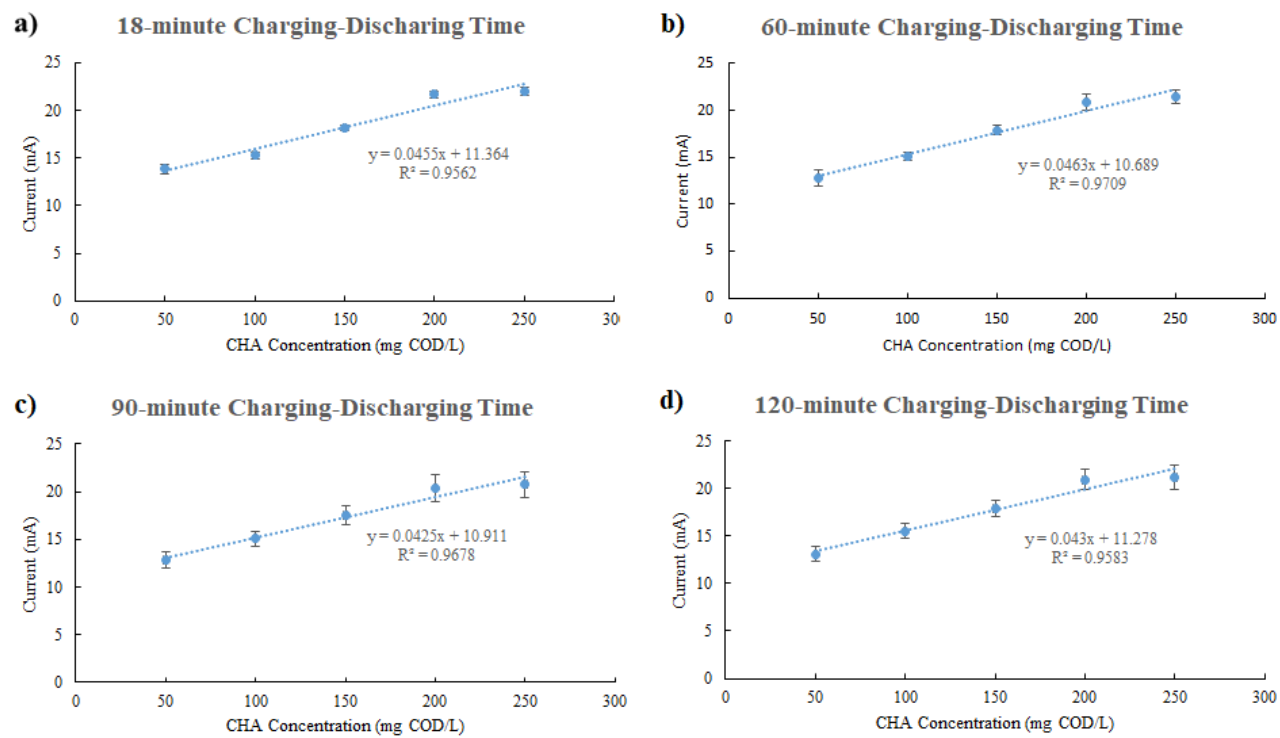 a)
18-minute Charging-Discharing Time
25
20
15
10
5
0
Current (mA)
y = 0.0455x + 11.364
R² = 0.9562
0 50 100 150 200 250 300
CHA Concentration (mg COD/L)
b)
60-minute Charging-Discharging Time
25
20
15
10
5
0
Current (mA)
y = 0.0463x + 10.689
R² = 0.9709
0 50 100 150 200 250 300
CHA Concentration (mg COD/L)
c)
90-minute Charging-Discharging Time
25
20
15
10
5
0
Current (mA)
y = 0.0425x + 10.911
R² = 0.9678
0 50 100 150 200 250 300
CHA Concentration (mg COD/L)
d)
120-minute Charging-Discharging Time
25
20
15
10
5
0
Current (mA)
y = 0.043x + 11.278
R² = 0.9583
0 50 100 150 200 250 300
CHA Concentration (mg COD/L)